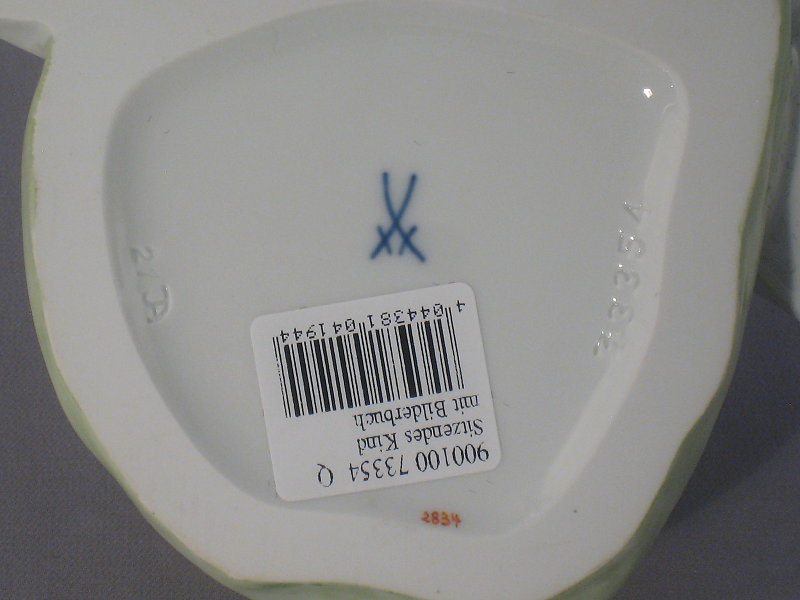 900100 73354 Q
Sitzendes Kind
mit Bilderbuch
4 044381 041944
2834
73354